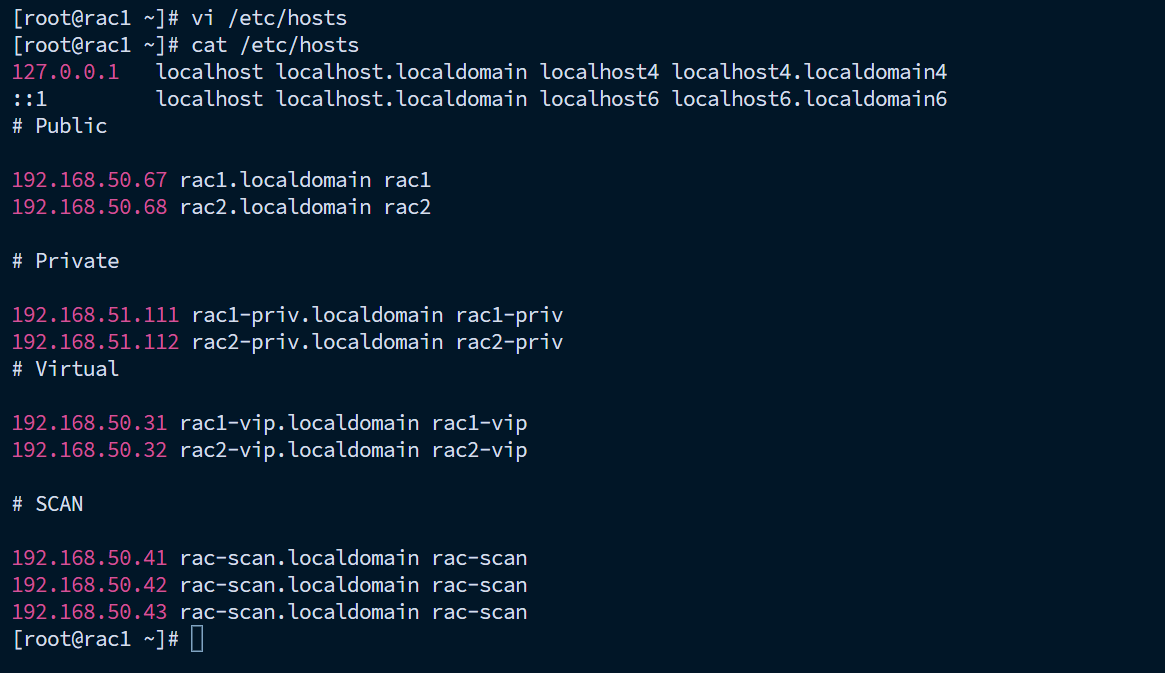 [root@rac1 ~]# vi /etc/hosts
[root@rac1 ~]# cat /etc/hosts
127.0.0.1   localhost localhost.localdomain localhost4 localhost4.localdomain4
::1         localhost localhost.localdomain localhost6 localhost6.localdomain6
# Public
192.168.50.67 rac1.localdomain rac1
192.168.50.68 rac2.localdomain rac2
# Private
192.168.51.111 rac1-priv.localdomain rac1-priv
192.168.51.112 rac2-priv.localdomain rac2-priv
# Virtual
192.168.50.31 rac1-vip.localdomain rac1-vip
192.168.50.32 rac2-vip.localdomain rac2-vip
# SCAN
192.168.50.41 rac-scan.localdomain rac-scan
192.168.50.42 rac-scan.localdomain rac-scan
192.168.50.43 rac-scan.localdomain rac-scan
[root@rac1 ~]#